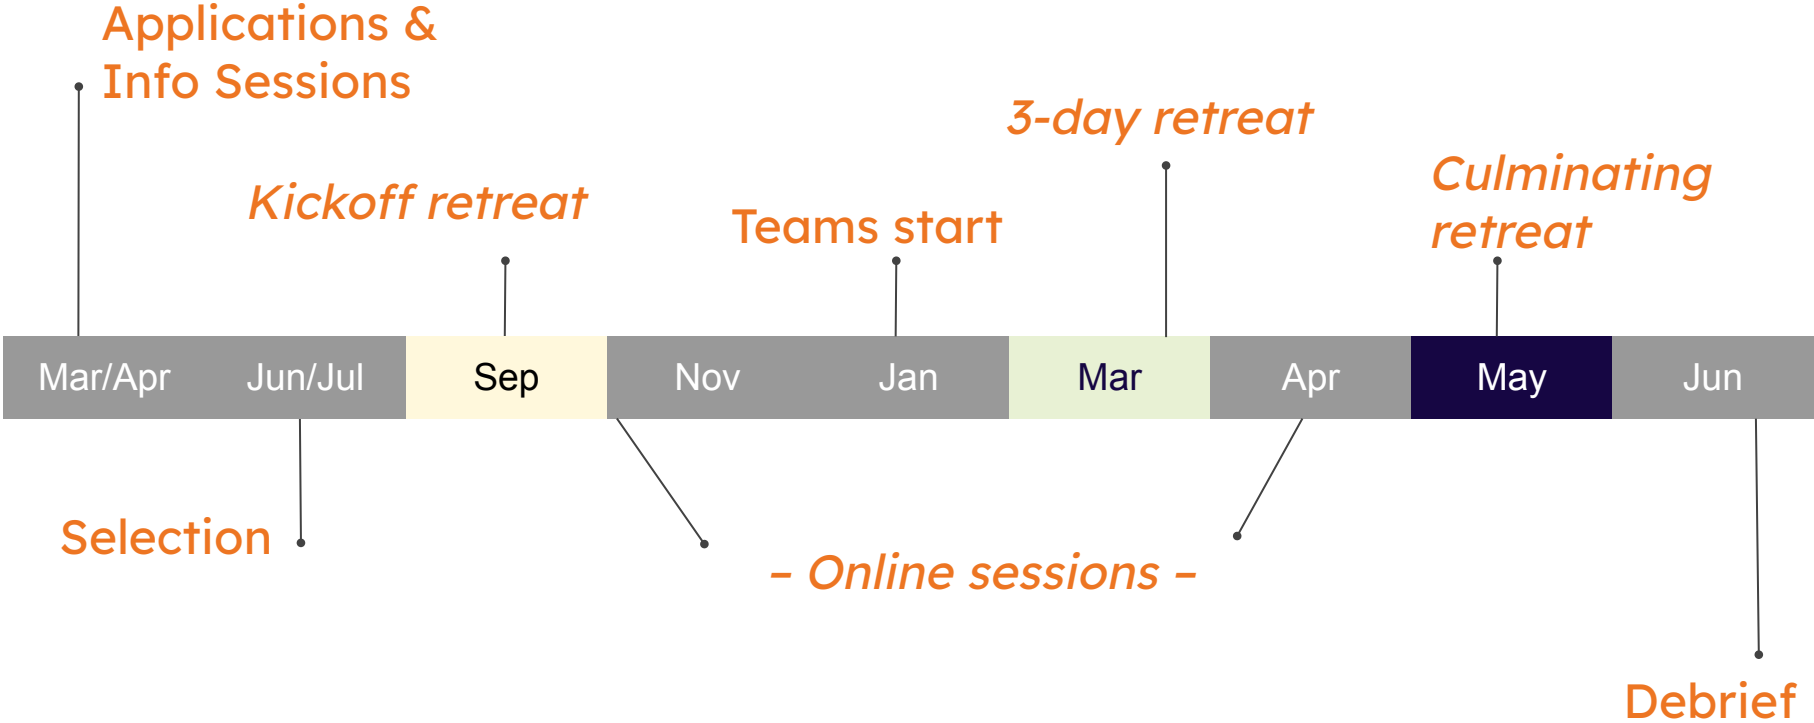 Applications &
Info Sessions
3-day retreat
Kickoff retreat
Teams start
Culminating
retreat
Mar/Apr Jun/Jul Sep Nov Jan Mar Apr May Jun
Selection
– Online sessions –
Debrief